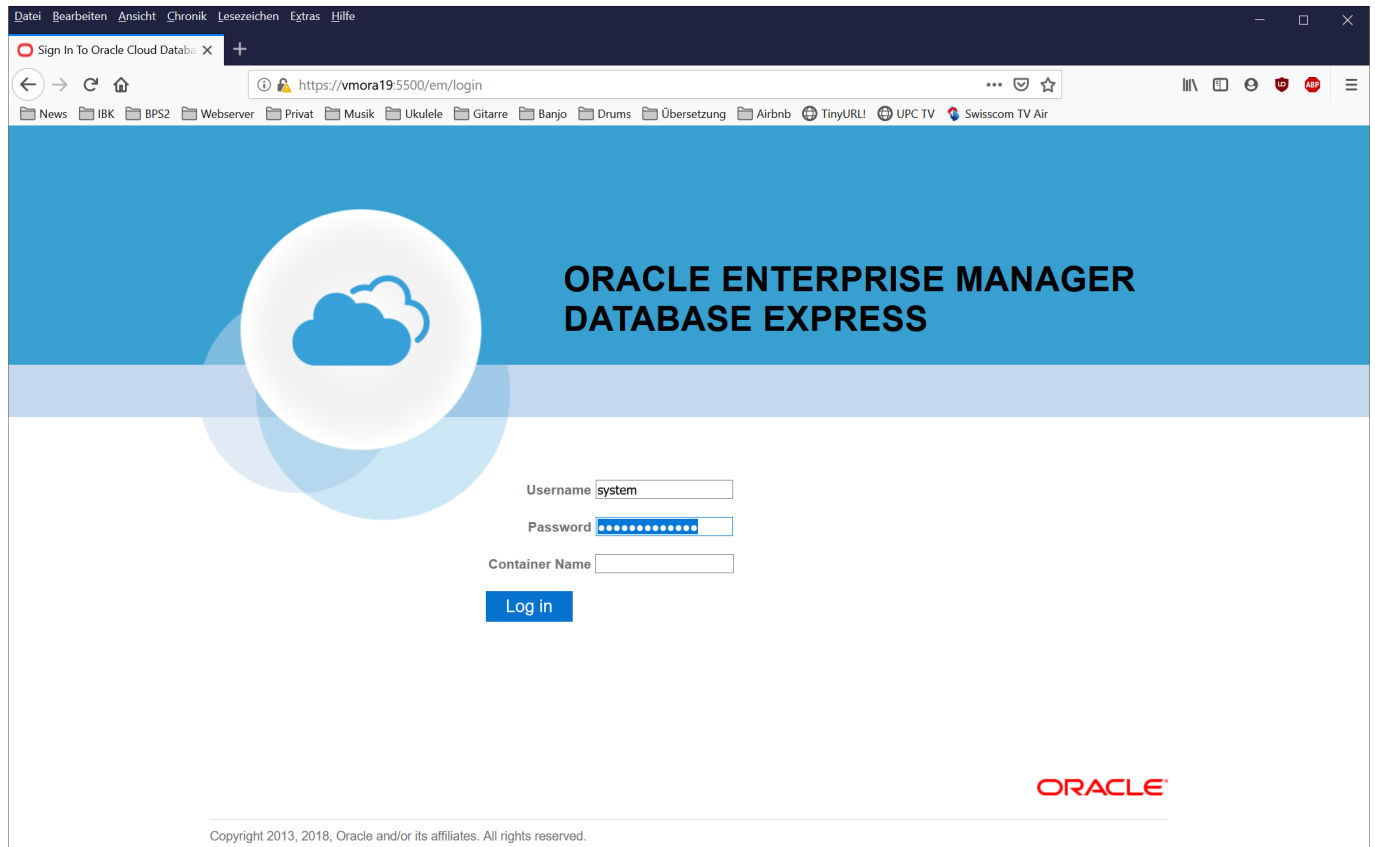 Datei Bearbeiten Ansicht Chronik Lesezeichen Extras Hilfe
Sign In To Oracle Cloud Databa
https://vmora19:5500/em/login
News IBK BPS2 Webserver Privat Musik Ukulele Gitarre Banjo Drums Übersetzung Airbnb TinyURL! UPC TV Swisscom TV Air
ORACLE ENTERPRISE MANAGER
DATABASE EXPRESS
Username system
Password •••••••••••••
Container Name
Log in
ORACLE
Copyright 2013, 2018, Oracle and/or its affiliates. All rights reserved.